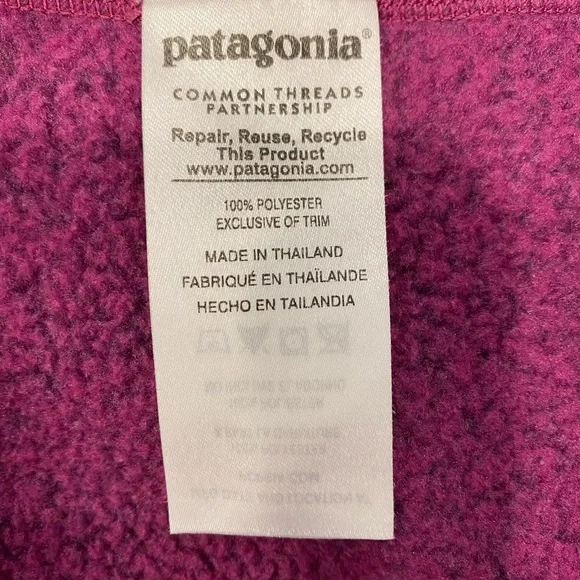 patagonia®
COMMON THREADS
PARTNERSHIP
Repair, Reuse, Recycle
This Product
www.patagonia.com
100% POLYESTER
EXCLUSIVE OF TRIM
MADE IN THAILAND
FABRIQUÉ EN THAÏLANDE
HECHO EN TAILANDIA